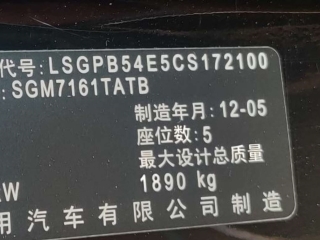 代号: LSGPB54E5CS172100
: SGM7161TATB
制造年月: 12-05
座位数: 5
最大设计总质量
1890 kg
W
用汽车有限公司制造